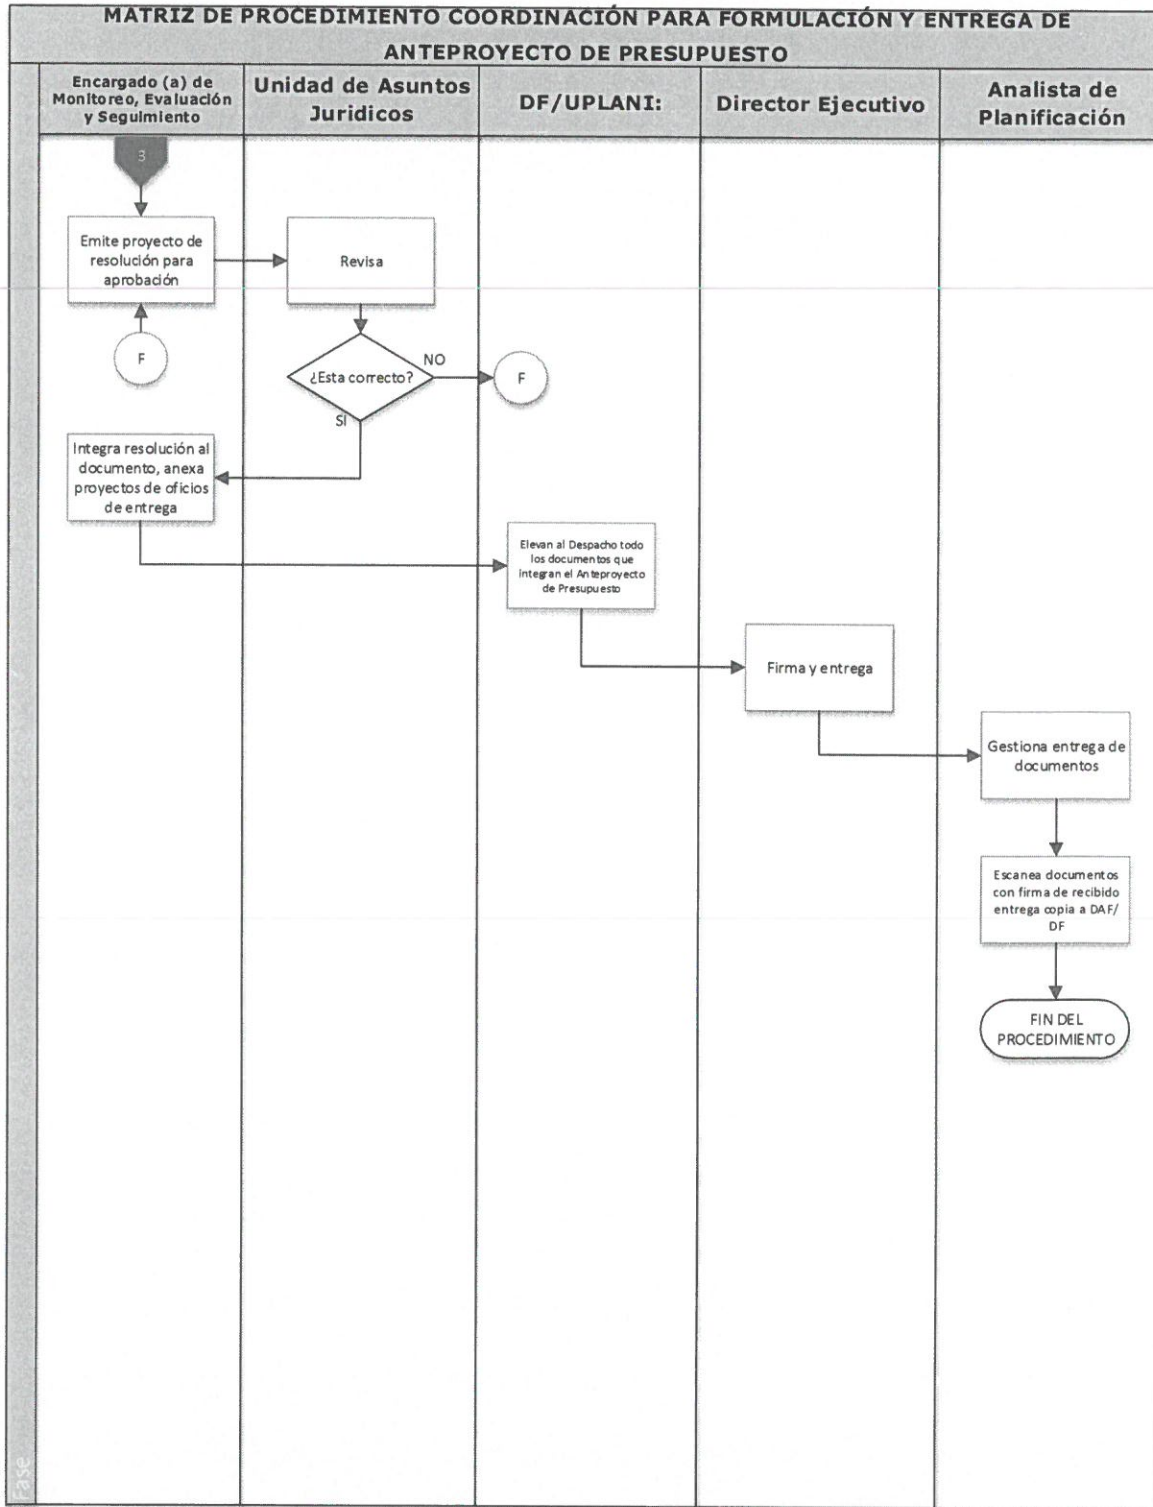 MATRIZ DE PROCEDIMIENTO COORDINACIÓN PARA FORMULACIÓN Y ENTREGA DE
ANTEPROYECTO DE PRESUPUESTO
Encargado (a) de
Monitoreo, Evaluación
y Seguimiento
Unidad de Asuntos
Juridicos
DF/UPLANI:
Director Ejecutivo
Analista de
Planificación
3
Emite proyecto de
resolución para
aprobación
Revisa
F
¿Esta correcto?
NO
F
SI
Integra resolución al
documento, anexa
proyectos de oficios
de entrega
Elevan al Despacho todo
los documentos que
integran el Anteproyecto
de Presupuesto
Firma y entrega
Gestiona entrega de
documentos
Escanea documentos
con firma de recibido
entrega copia a DAF/
DF
FIN DEL
PROCEDIMIENTO
Fase